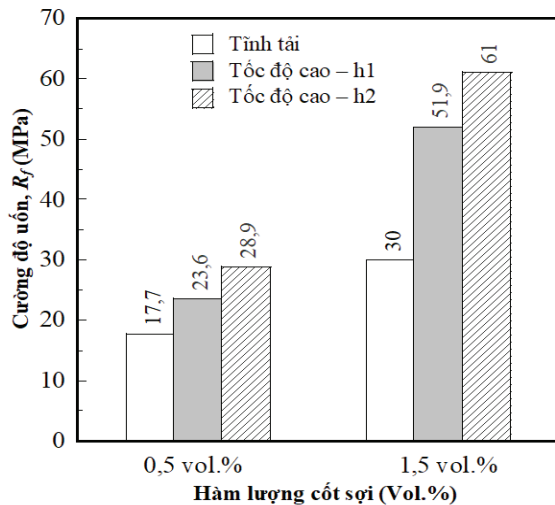 70
60
50
40
30
20
10
0
Cường độ uốn, R_f (MPa)
Tĩnh tải
Tốc độ cao – h1
Tốc độ cao – h2
17,7
23,6
28,9
30
51,9
61
0,5 vol.%
1,5 vol.%
Hàm lượng cốt sợi (Vol.%)